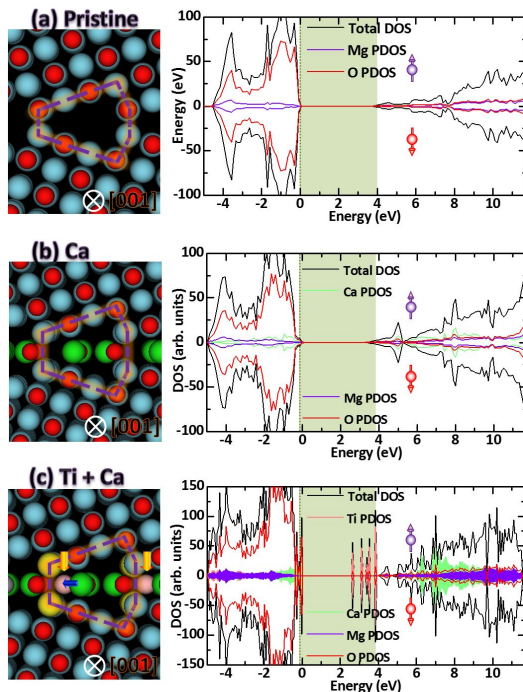 (a) Pristine
[001]
Energy (eV)
100
50
0
-50
-100
Total DOS
Mg PDOS
O PDOS
-4 -2 0 2 4 6 8 10
Energy (eV)
(b) Ca
[001]
DOS (arb. units)
100
50
0
-50
Total DOS
Ca PDOS
Mg PDOS
O PDOS
-4 -2 0 2 4 6 8 10
Energy (eV)
(c) Ti + Ca
[001]
DOS (arb. units)
150
100
50
0
-50
-100
-150
Total DOS
Ti PDOS
Ca PDOS
Mg PDOS
O PDOS
-4 -2 0 2 4 6 8 10
Energy (eV)